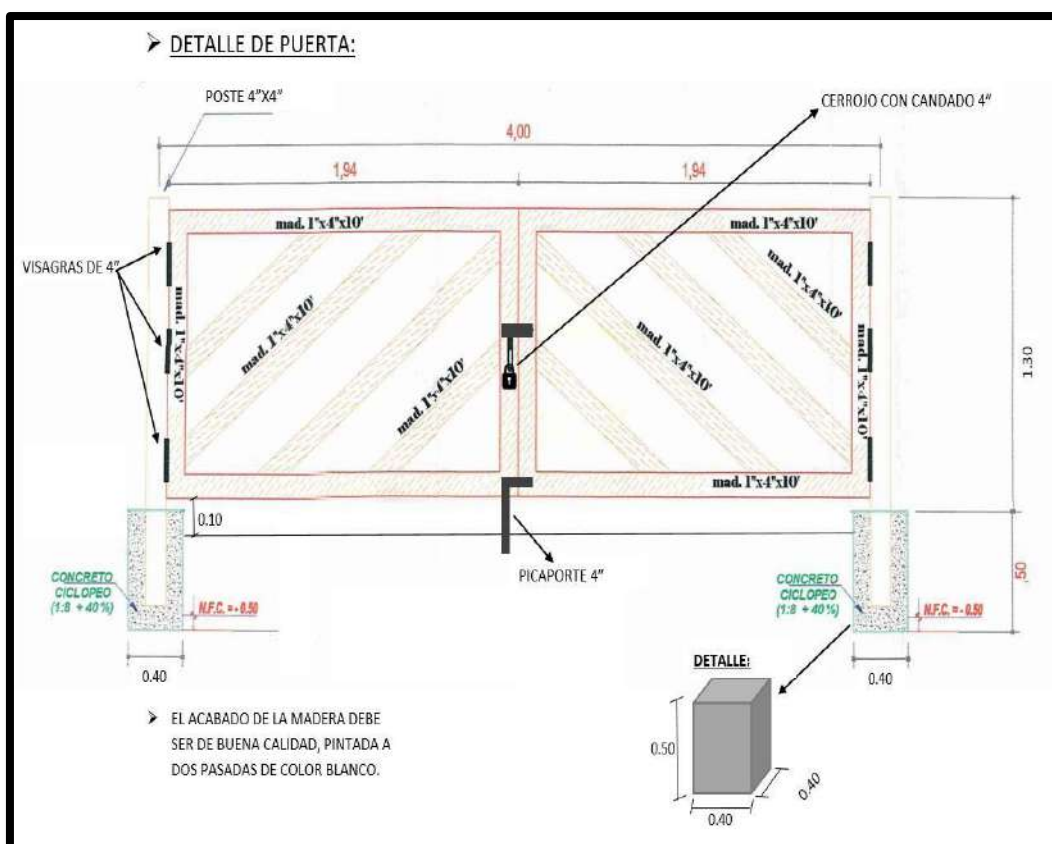 ➤ DETALLE DE PUERTA:
POSTE 4"X4"
CERROJO CON CANDADO 4"
4,00
1,94
1,94
mad. 1"x4"x10'
mad. 1"x4"x10'
VISAGRAS DE 4"
mad. 1"x4"x10'
mad. 1"x4"x10'
mad. 1"x4"x10'
mad. 1"x4"x10'
mad. 1"x4"x10'
mad. 1"x4"x10'
mad. 1"x4"x10'
1.30
mad. 1"x4"x10'
0.10
PICAPORTE 4"
,50
CONCRETO
CICLOPEO
(1:8 + 40%)
N.F.C. = - 0.50
CONCRETO
CICLOPEO
(1:8 + 40%)
N.F.C. = - 0.50
0.40
0.40
DETALLE:
0.50
0.40
0.40
➤ EL ACABADO DE LA MADERA DEBE
SER DE BUENA CALIDAD, PINTADA A
DOS PASADAS DE COLOR BLANCO.